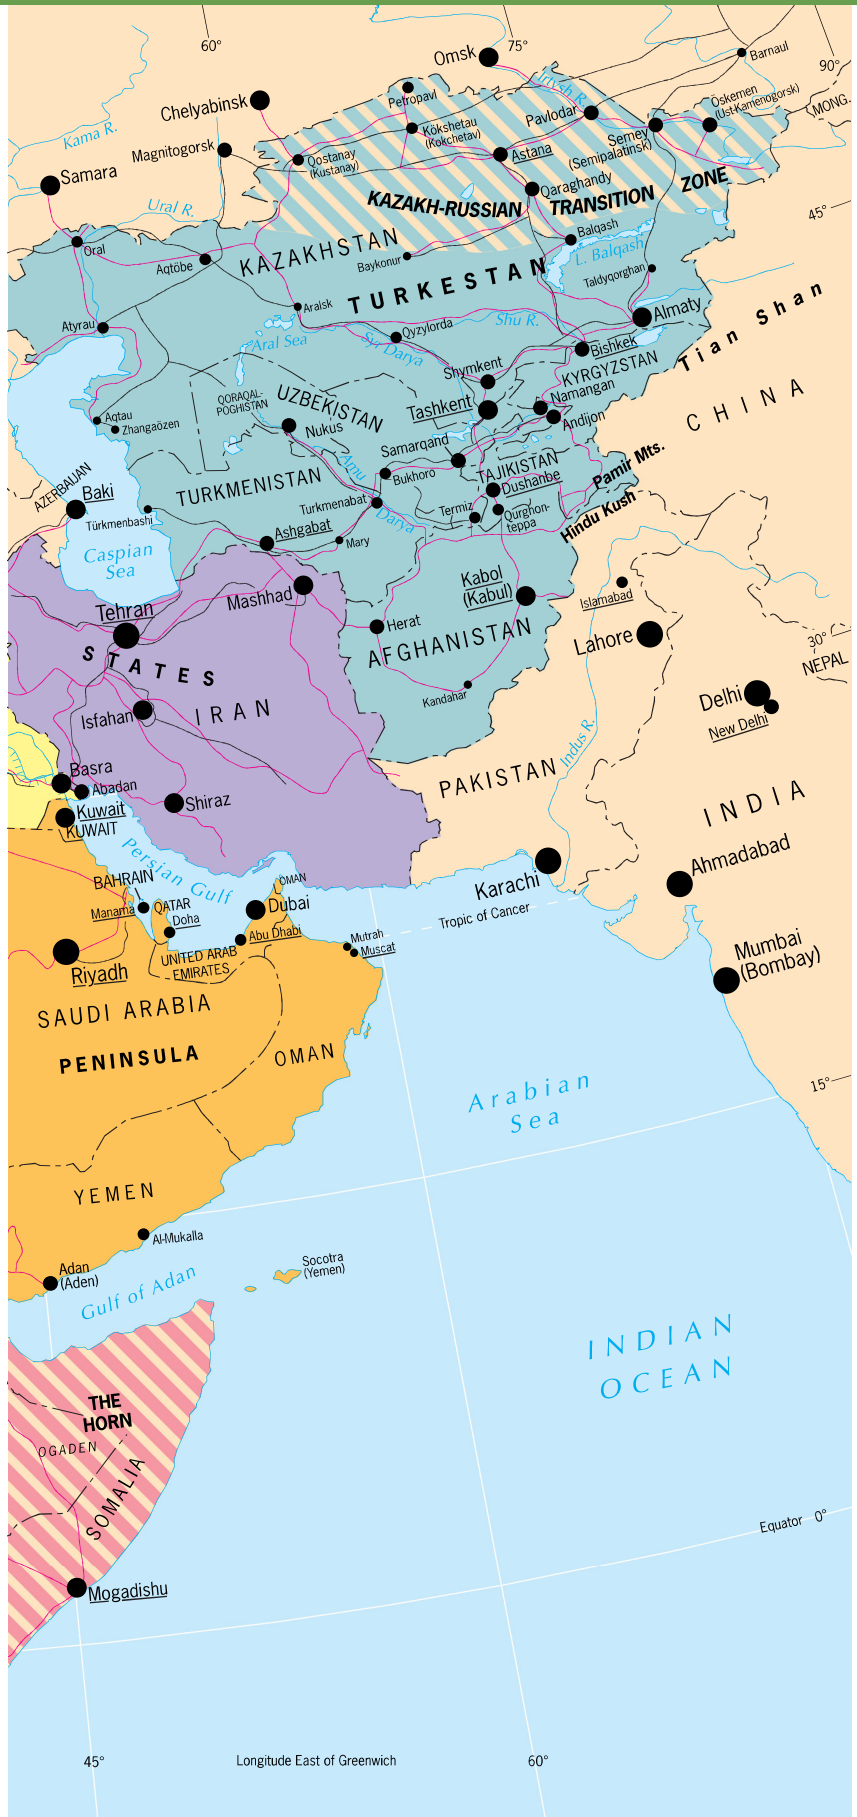 60°
75°
90°
Omsk
Barnaul
Chelyabinsk
Petropavl
Irtysh R.
Öskemen
(Ust-Kamenogorsk)
MONG.
Kama R.
Magnitogorsk
Kökshetau
(Kokchetav)
Pavlodar
Semey
(Semipalatinsk)
Qostanay
(Kustanay)
Astana
Samara
Qaraghandy
Ural R.
KAZAKH-RUSSIAN
TRANSITION
ZONE
45°
Oral
KAZAKHSTAN
Balqash
L. Balqash
Aqtöbe
Baykonur
Taldyqorghan
TURKESTAN
Aralsk
Almaty
Tian Shan
Atyrau
Shu R.
Qyzylorda
Aral Sea
Syr Darya
Bishkek
KYRGYZSTAN
Shymkent
CHINA
Namangan
QORAQAL-
POGHISTAN
UZBEKISTAN
Tashkent
Aqtau
Zhangaözen
Nukus
Andijon
Samarqand
Pamir Mts.
AZERBAIJAN
Baki
TURKMENISTAN
Amu
Bukhoro
TAJIKISTAN
Dushanbe
Türkmenbashi
Turkmenabat
Darya
Termiz
Qurghon-
teppa
Hindu Kush
Ashgabat
Mary
Caspian
Sea
Kabol
(Kabul)
Islamabad
Tehran
Mashhad
Herat
AFGHANISTAN
Lahore
30°
NEPAL
STATES
Kandahar
Delhi
New Delhi
Isfahan
IRAN
Indus R.
Basra
Abadan
PAKISTAN
INDIA
Kuwait
KUWAIT
Shiraz
Persian Gulf
Ahmadabad
BAHRAIN
OMAN
Karachi
Manama
QATAR
Doha
Dubai
Tropic of Cancer
Abu Dhabi
Mutrah
Muscat
Riyadh
UNITED ARAB
EMIRATES
Mumbai
(Bombay)
SAUDI ARABIA
PENINSULA
OMAN
Arabian
Sea
15°
YEMEN
Al-Mukalla
Adan
(Aden)
Socotra
(Yemen)
Gulf of Adan
INDIAN
OCEAN
THE
HORN
OGADEN
SOMALIA
Equator 0°
Mogadishu
45°
Longitude East of Greenwich
60°